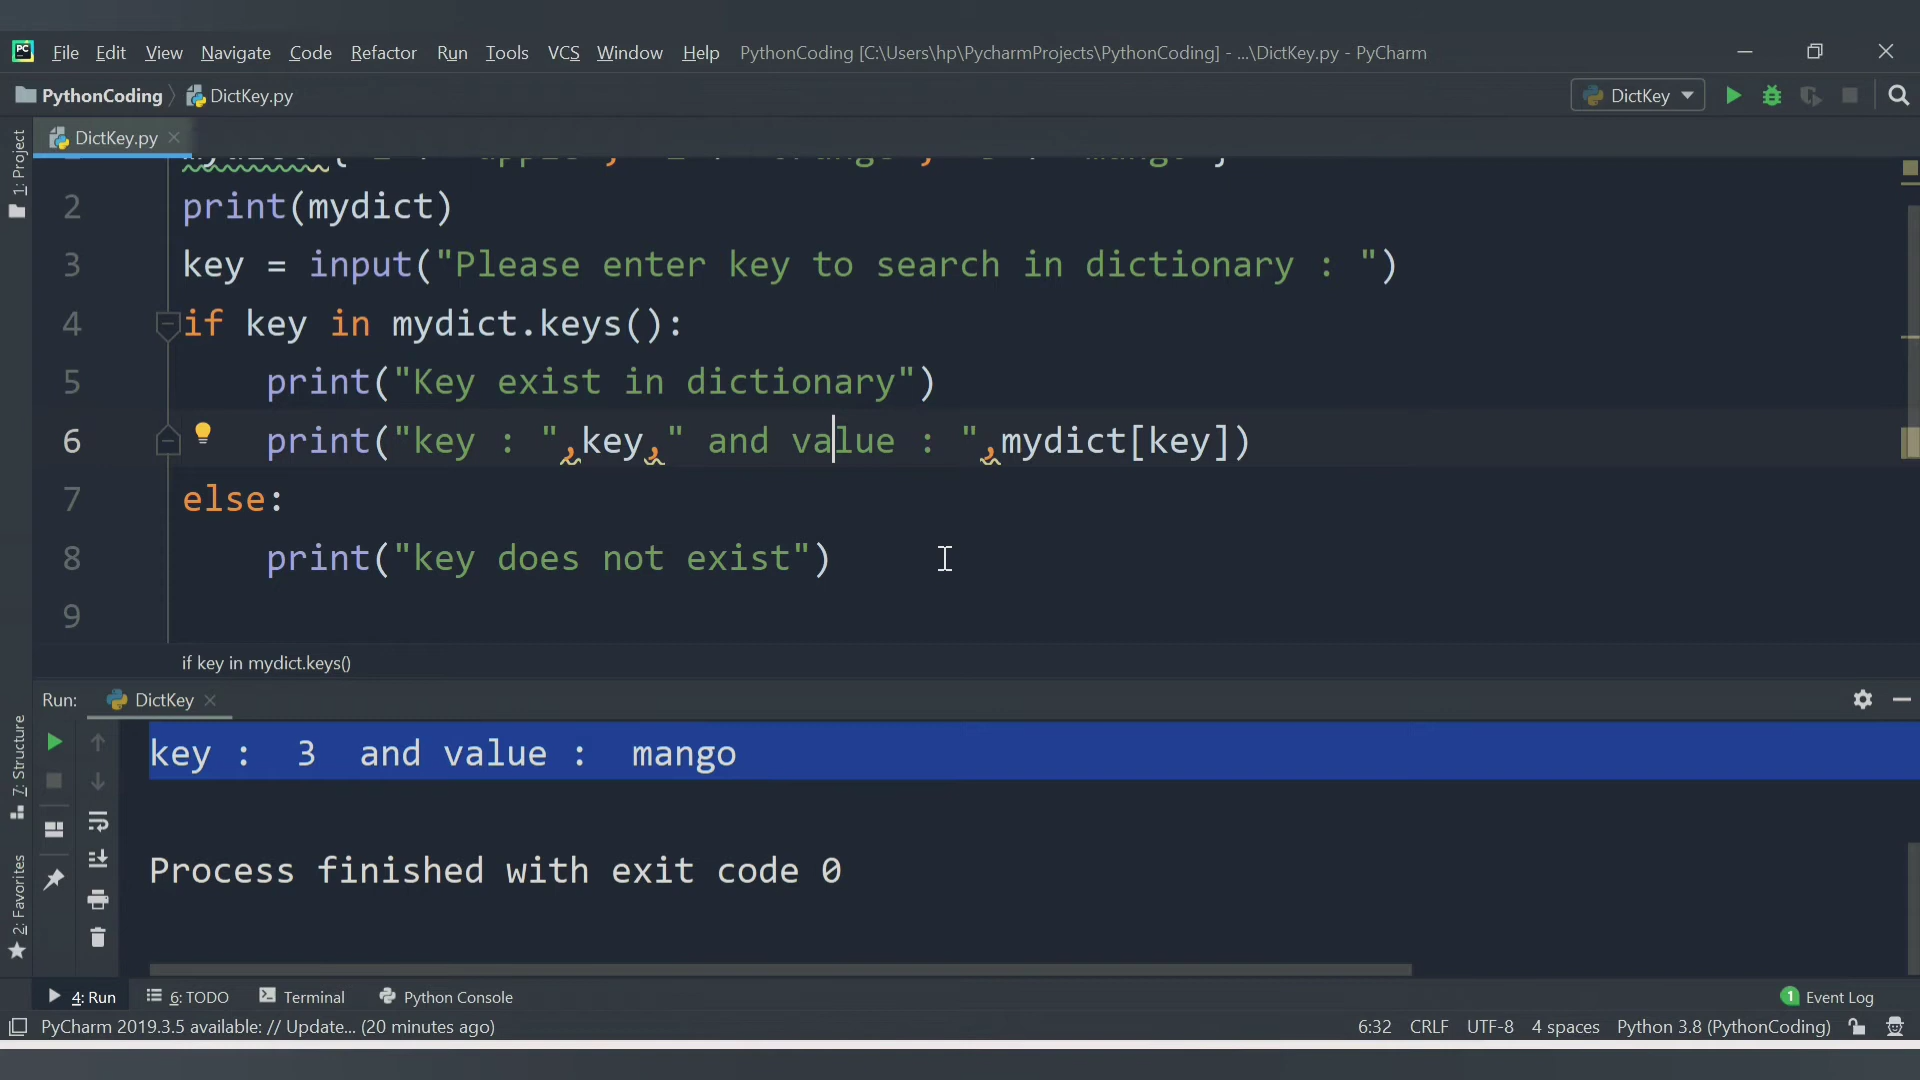 File Edit View Navigate Code Refactor Run Tools VCS Window Help PythonCoding [C:\Users\hp\PycharmProjects\PythonCoding] - ...\DictKey.py - PyCharm
PythonCoding DictKey.py DictKey
DictKey.py
1: Project
2 print(mydict)
3 key = input("Please enter key to search in dictionary : ")
4 if key in mydict.keys():
5 print("Key exist in dictionary")
6 print("key : ",key," and value : ",mydict[key])
7 else:
8 print("key does not exist")
9
if key in mydict.keys()
Run: DictKey
7: Structure
2: Favorites
key :  3  and value :  mango
Process finished with exit code 0
4: Run 6: TODO Terminal Python Console 1 Event Log
PyCharm 2019.3.5 available: // Update... (20 minutes ago) 6:32 CRLF UTF-8 4 spaces Python 3.8 (PythonCoding)